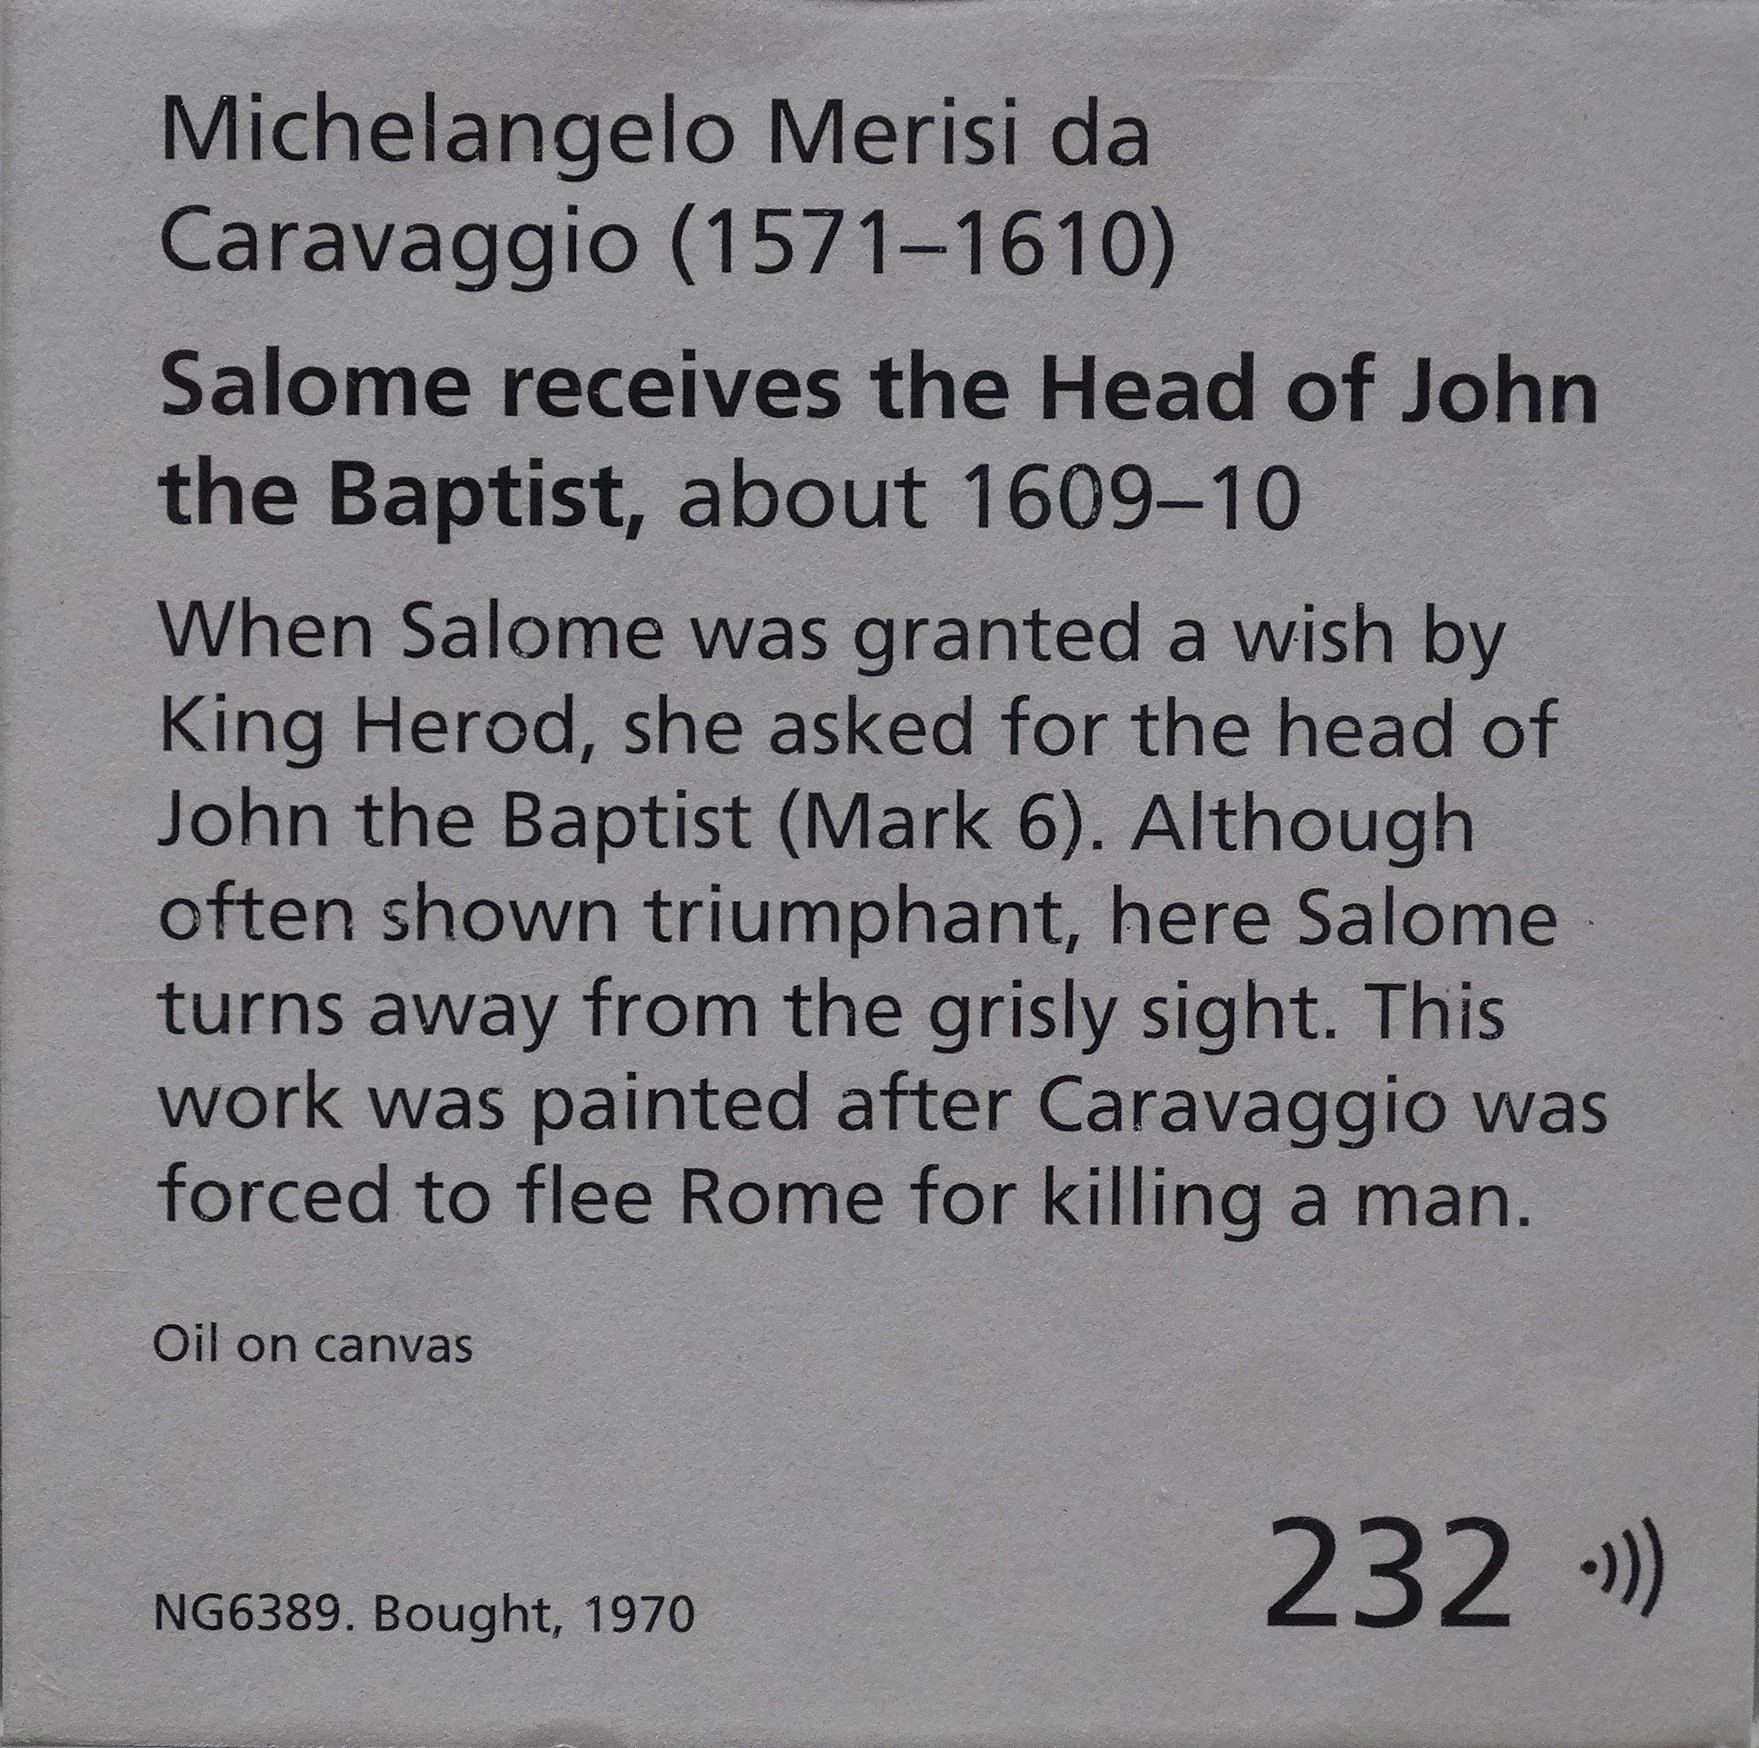 Michelangelo Merisi da
Caravaggio (1571–1610)
Salome receives the Head of John
the Baptist, about 1609–10
When Salome was granted a wish by
King Herod, she asked for the head of
John the Baptist (Mark 6). Although
often shown triumphant, here Salome
turns away from the grisly sight. This
work was painted after Caravaggio was
forced to flee Rome for killing a man.
Oil on canvas
NG6389. Bought, 1970
232